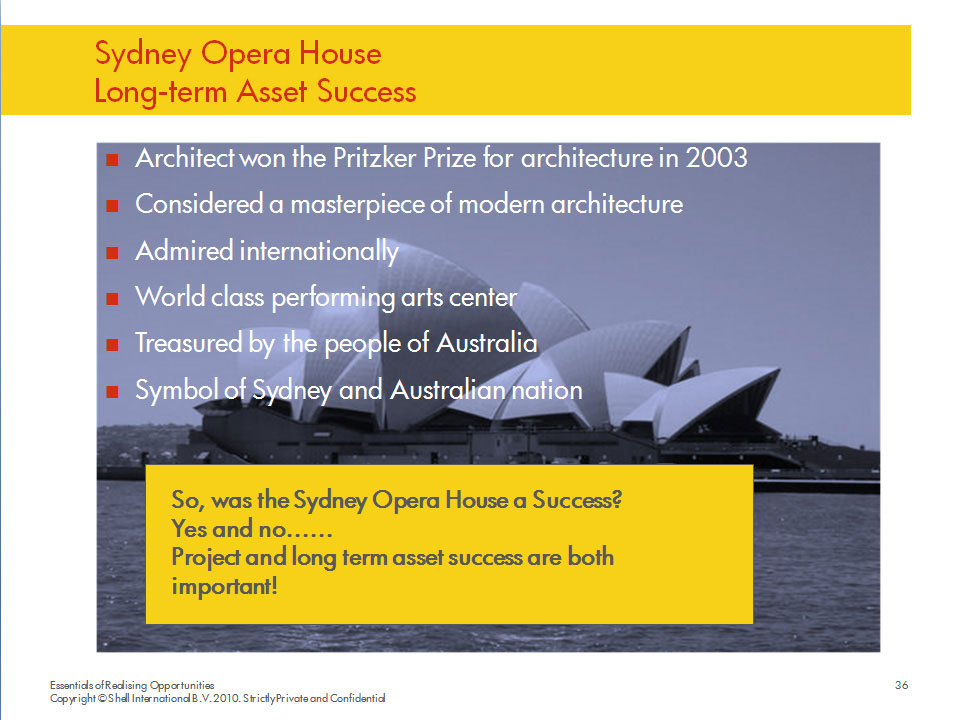 Sydney Opera House
Long-term Asset Success
Architect won the Pritzker Prize for architecture in 2003
Considered a masterpiece of modern architecture
Admired internationally
World class performing arts center
Treasured by the people of Australia
Symbol of Sydney and Australian nation
So, was the Sydney Opera House a Success?
Yes and no......
Project and long term asset success are both
important!
Essentials of Realising Opportunities
Copyright © Shell International B.V. 2010. Strictly Private and Confidential
36